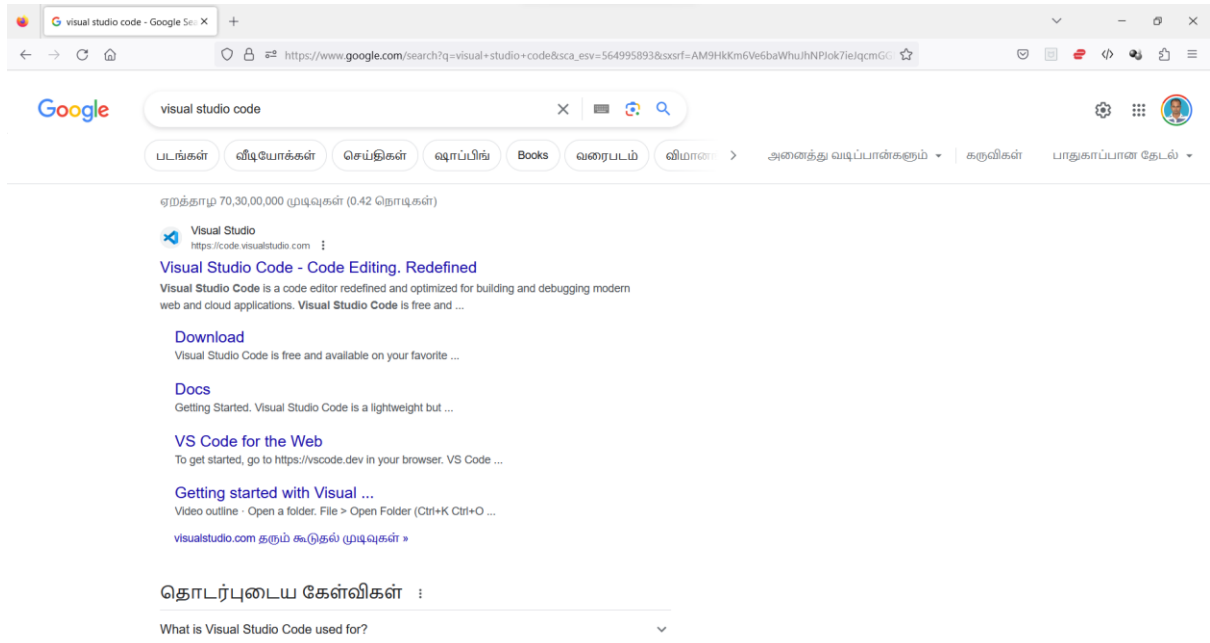 visual studio code - Google Sea
https://www.google.com/search?q=visual+studio+code&sca_esv=564995893&sxsrf=AM9HkKm6Ve6baWhuJhNPJok7ieJqcmGG
Google
visual studio code
படங்கள்
வீடியோக்கள்
செய்திகள்
ஷாப்பிங்
Books
வரைபடம்
விமான
அனைத்து வடிப்பான்களும்
கருவிகள்
பாதுகாப்பான தேடல்
ஏறத்தாழ 70,30,00,000 முடிவுகள் (0.42 நொடிகள்)
Visual Studio
https://code.visualstudio.com
Visual Studio Code - Code Editing. Redefined
Visual Studio Code is a code editor redefined and optimized for building and debugging modern
web and cloud applications. Visual Studio Code is free and ...
Download
Visual Studio Code is free and available on your favorite ...
Docs
Getting Started. Visual Studio Code is a lightweight but ...
VS Code for the Web
To get started, go to https://vscode.dev in your browser. VS Code ...
Getting started with Visual ...
Video outline · Open a folder. File > Open Folder (Ctrl+K Ctrl+O ...
visualstudio.com தரும் கூடுதல் முடிவுகள் »
தொடர்புடைய கேள்விகள்
What is Visual Studio Code used for?